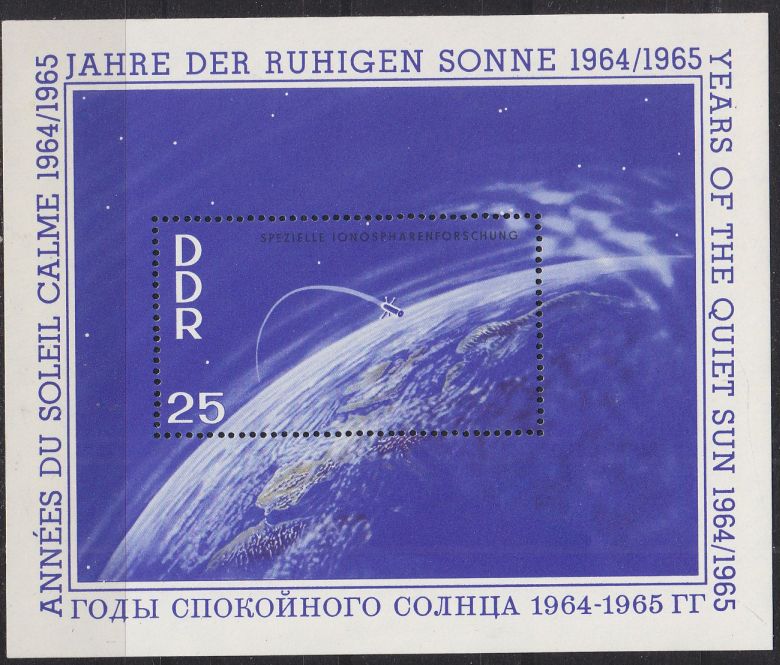 JAHRE DER RUHIGEN SONNE 1964/1965
YEARS OF THE QUIET SUN 1964/1965
ANNÉES DU SOLEIL CALME 1964/1965
SPEZIELLE IONOSPHÄRENFORSCHUNG
DDR
25
ГОДЫ СПОКОЙНОГО СОЛНЦА 1964-1965 ГГ